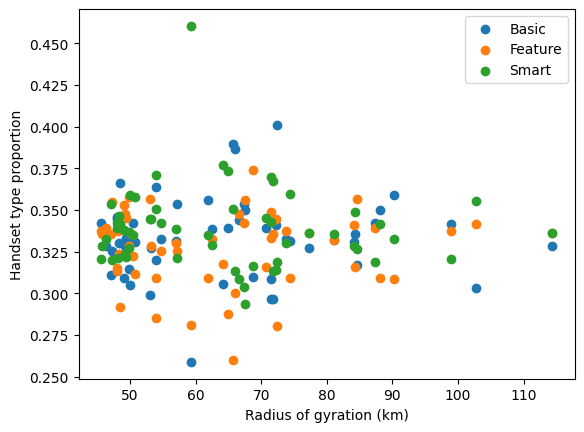 Basic
Feature
Smart
Handset type proportion
0.450
0.425
0.400
0.375
0.350
0.325
0.300
0.275
0.250
50 60 70 80 90 100 110
Radius of gyration (km)